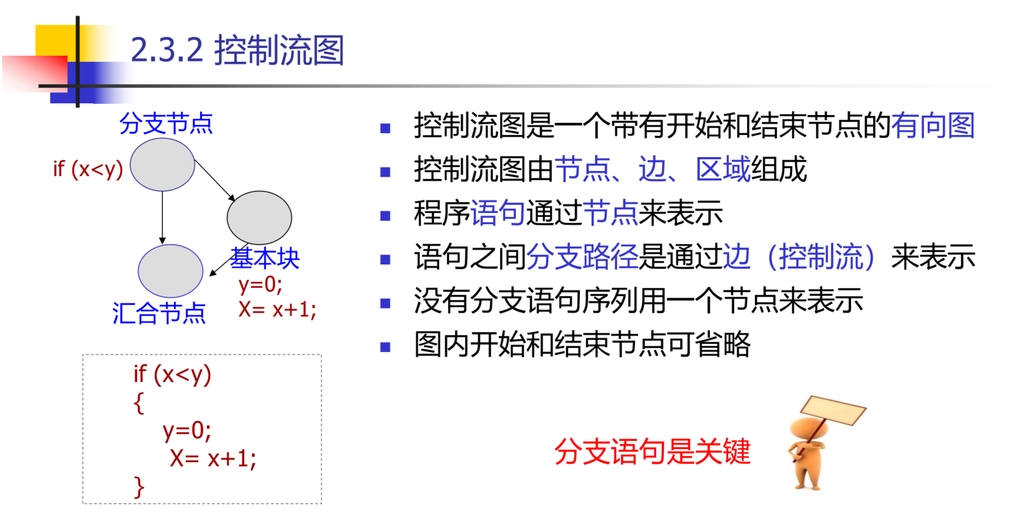 2.3.2 控制流图
分支节点
if (x<y)
基本块
y=0;
X= x+1;
汇合节点
if (x<y)
{
y=0;
X= x+1;
}
控制流图是一个带有开始和结束节点的有向图
控制流图由节点、边、区域组成
程序语句通过节点来表示
语句之间分支路径是通过边（控制流）来表示
没有分支语句序列用一个节点来表示
图内开始和结束节点可省略
分支语句是关键